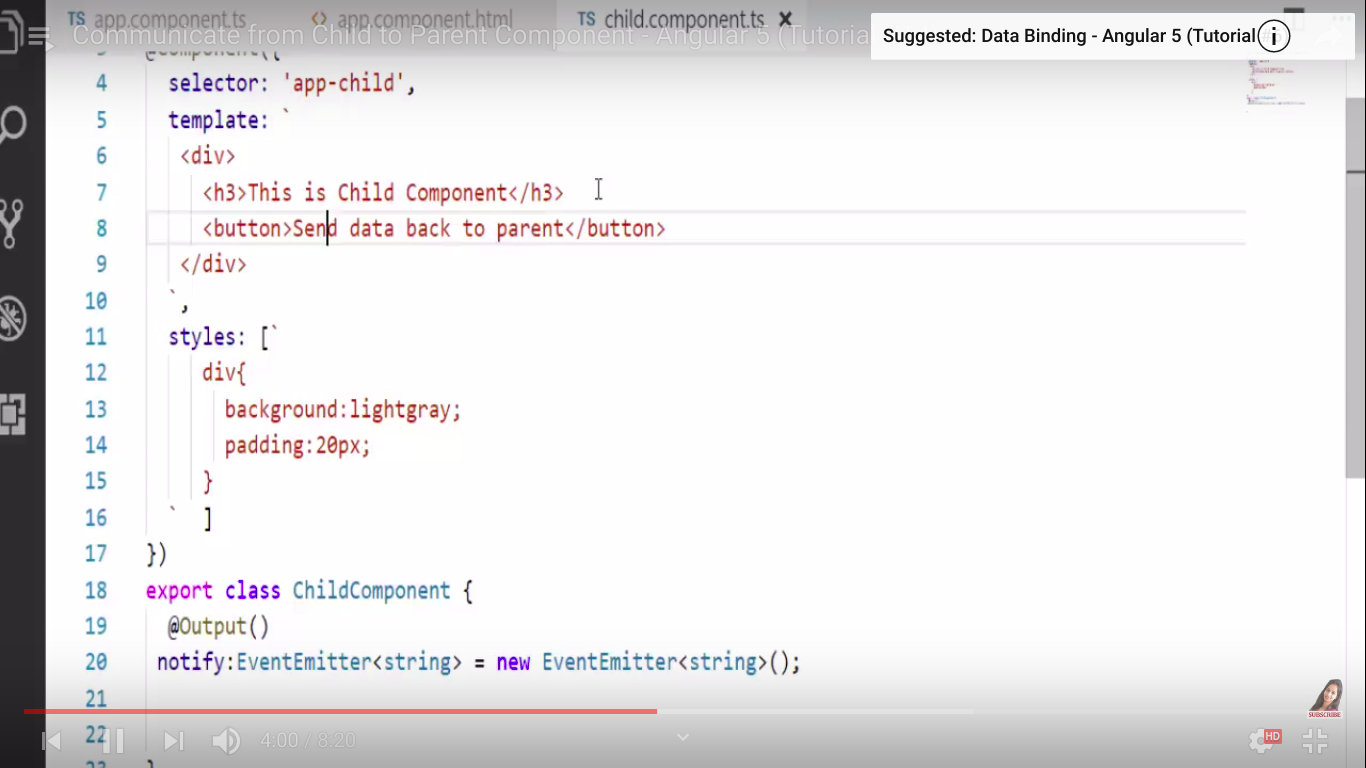 TS app.component.ts <> app.component.html TS child.component.ts ×
Communicate from Child to Parent Component - Angular 5 (Tutoria
Suggested: Data Binding - Angular 5 (Tutorial i
3 @Component({
4 selector: 'app-child',
5 template: `
6 <div>
7 <h3>This is Child Component</h3>
8 <button>Send data back to parent</button>
9 </div>
10 `,
11 styles: [`
12 div{
13 background:lightgray;
14 padding:20px;
15 }
16 ` ]
17 })
18 export class ChildComponent {
19 @Output()
20 notify:EventEmitter<string> = new EventEmitter<string>();
21
22
23 }
SUBSCRIBE
4:00 / 8:20
HD